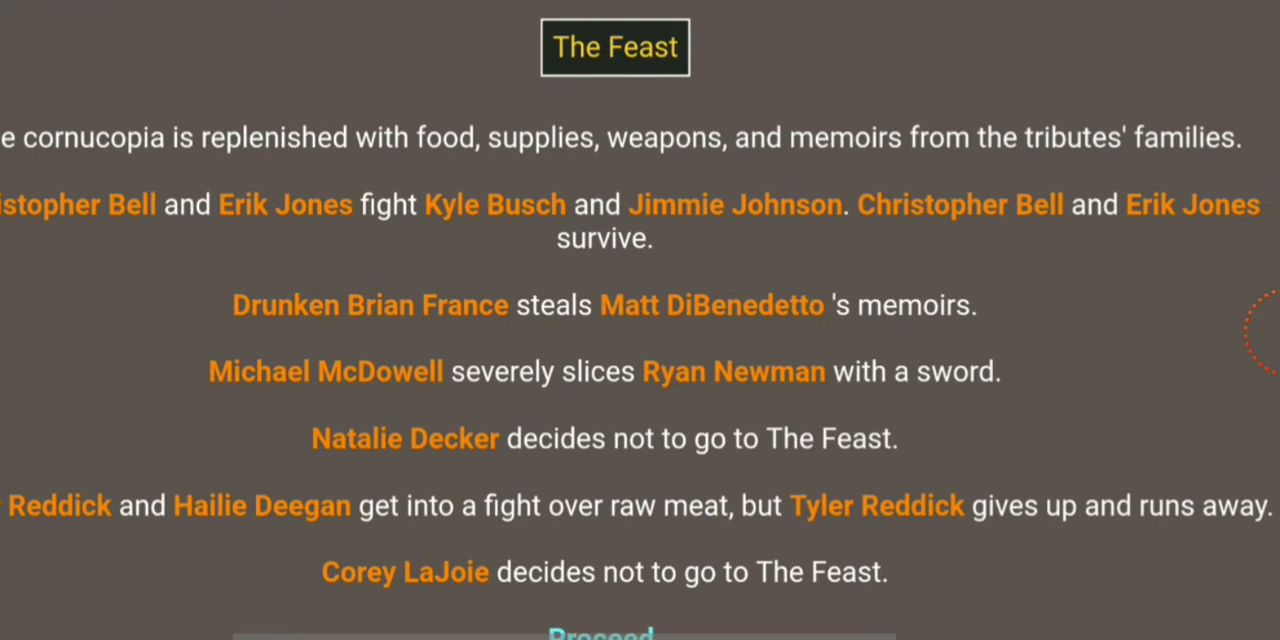 The Feast
e cornucopia is replenished with food, supplies, weapons, and memoirs from the tributes' families.
istopher Bell and Erik Jones fight Kyle Busch and Jimmie Johnson. Christopher Bell and Erik Jones
survive.
Drunken Brian France steals Matt DiBenedetto 's memoirs.
Michael McDowell severely slices Ryan Newman with a sword.
Natalie Decker decides not to go to The Feast.
Reddick and Hailie Deegan get into a fight over raw meat, but Tyler Reddick gives up and runs away.
Corey LaJoie decides not to go to The Feast.
Proceed